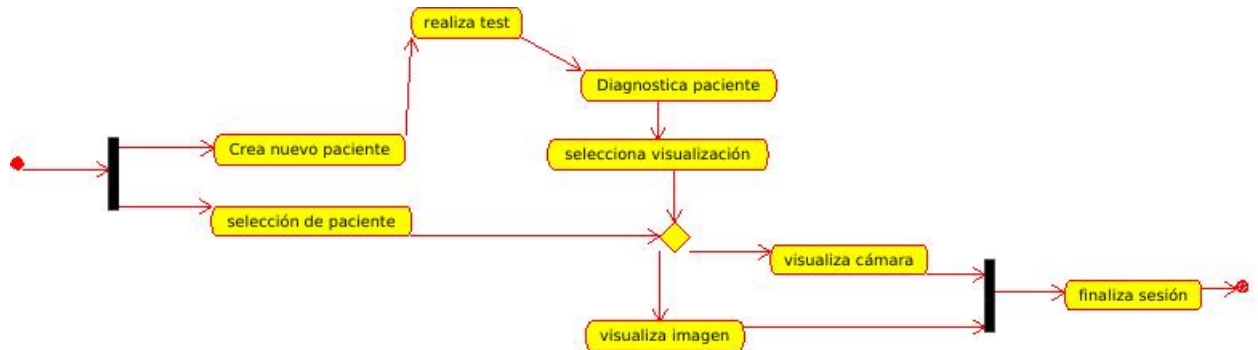 realiza test
Diagnostica paciente
Crea nuevo paciente
selecciona visualización
selección de paciente
visualiza cámara
finaliza sesión
visualiza imagen